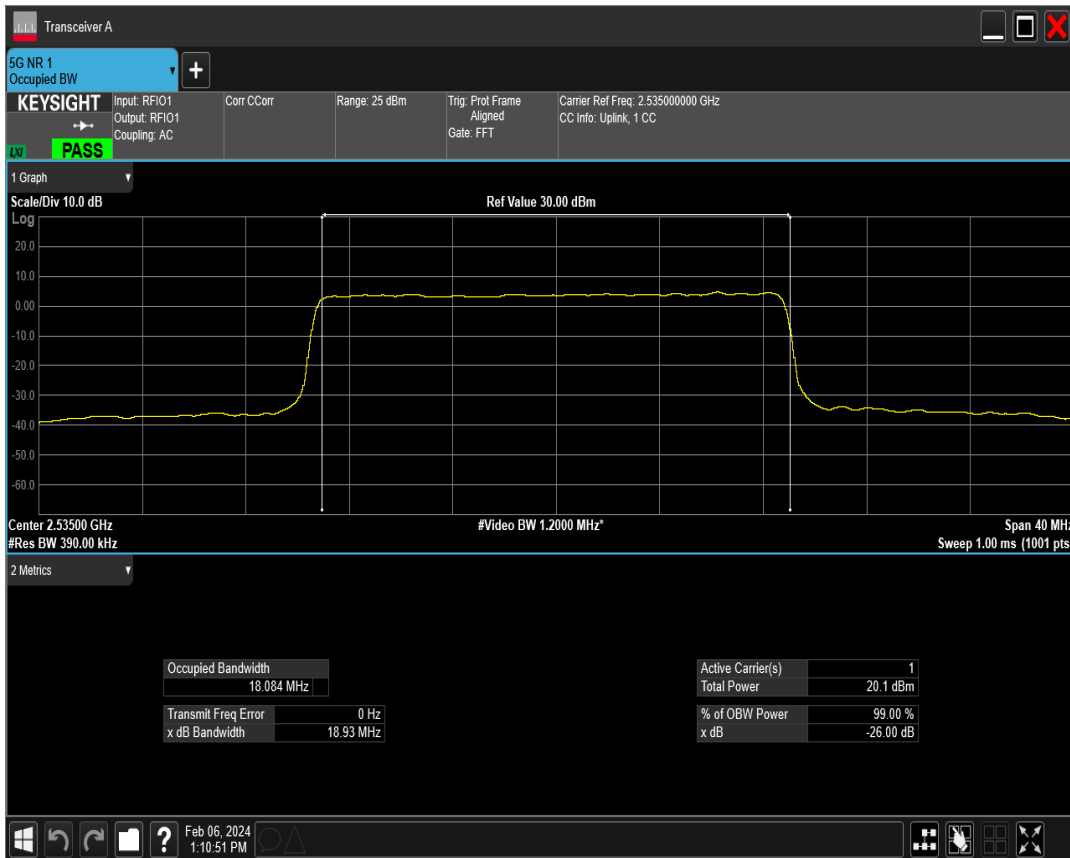 Transceiver A
5G NR 1
Occupied BW
+
KEYSIGHT
LXI
PASS
Input: RFIO1
Output: RFIO1
Coupling: AC
Corr CCorr
Range: 25 dBm
Trig: Prot Frame
Aligned
Gate: FFT
Carrier Ref Freq: 2.535000000 GHz
CC Info: Uplink, 1 CC
1 Graph
Scale/Div 10.0 dB
Ref Value 30.00 dBm
Log
20.0
10.0
0.00
-10.0
-20.0
-30.0
-40.0
-50.0
-60.0
Center 2.53500 GHz
#Video BW 1.2000 MHz*
Span 40 MHz
#Res BW 390.00 kHz
Sweep 1.00 ms (1001 pts
2 Metrics
Occupied Bandwidth
18.084 MHz
Transmit Freq Error 0 Hz
x dB Bandwidth 18.93 MHz
Active Carrier(s) 1
Total Power 20.1 dBm
% of OBW Power 99.00 %
x dB -26.00 dB
?
Feb 06, 2024
1:10:51 PM